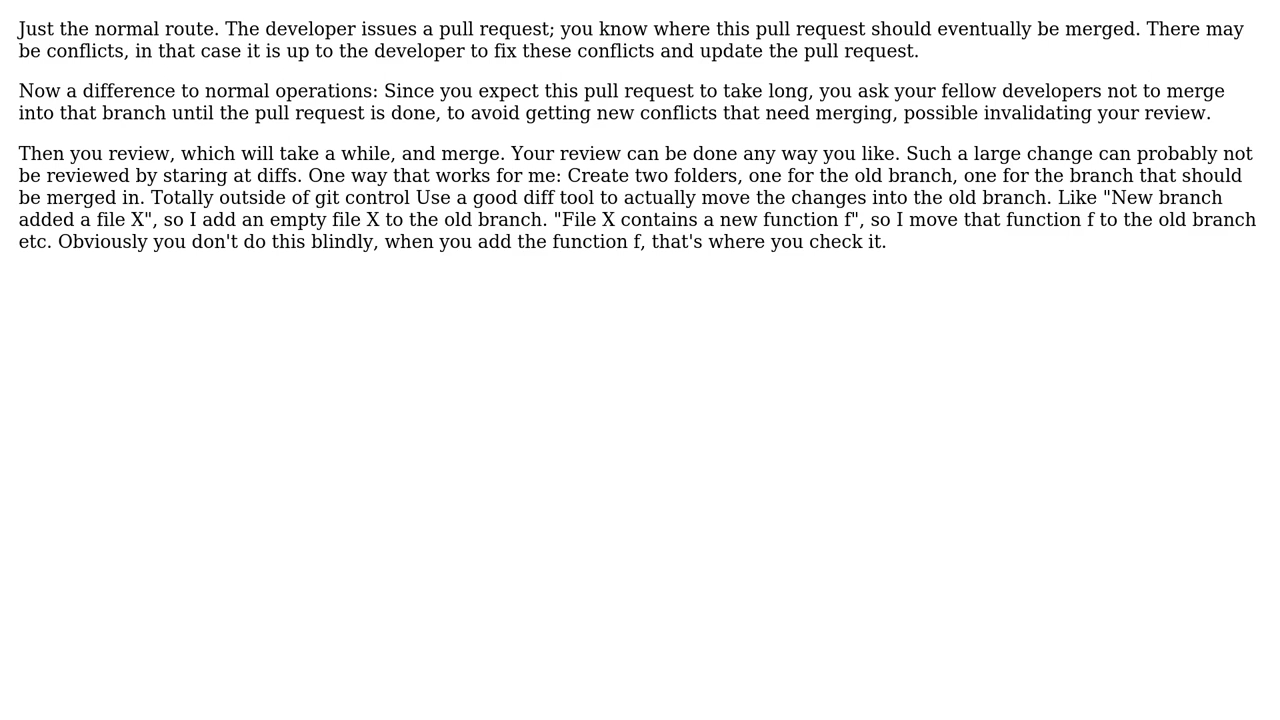 Just the normal route. The developer issues a pull request; you know where this pull request should eventually be merged. There may
be conflicts, in that case it is up to the developer to fix these conflicts and update the pull request.
Now a difference to normal operations: Since you expect this pull request to take long, you ask your fellow developers not to merge
into that branch until the pull request is done, to avoid getting new conflicts that need merging, possible invalidating your review.
Then you review, which will take a while, and merge. Your review can be done any way you like. Such a large change can probably not
be reviewed by staring at diffs. One way that works for me: Create two folders, one for the old branch, one for the branch that should
be merged in. Totally outside of git control Use a good diff tool to actually move the changes into the old branch. Like "New branch
added a file X", so I add an empty file X to the old branch. "File X contains a new function f", so I move that function f to the old branch
etc. Obviously you don't do this blindly, when you add the function f, that's where you check it.